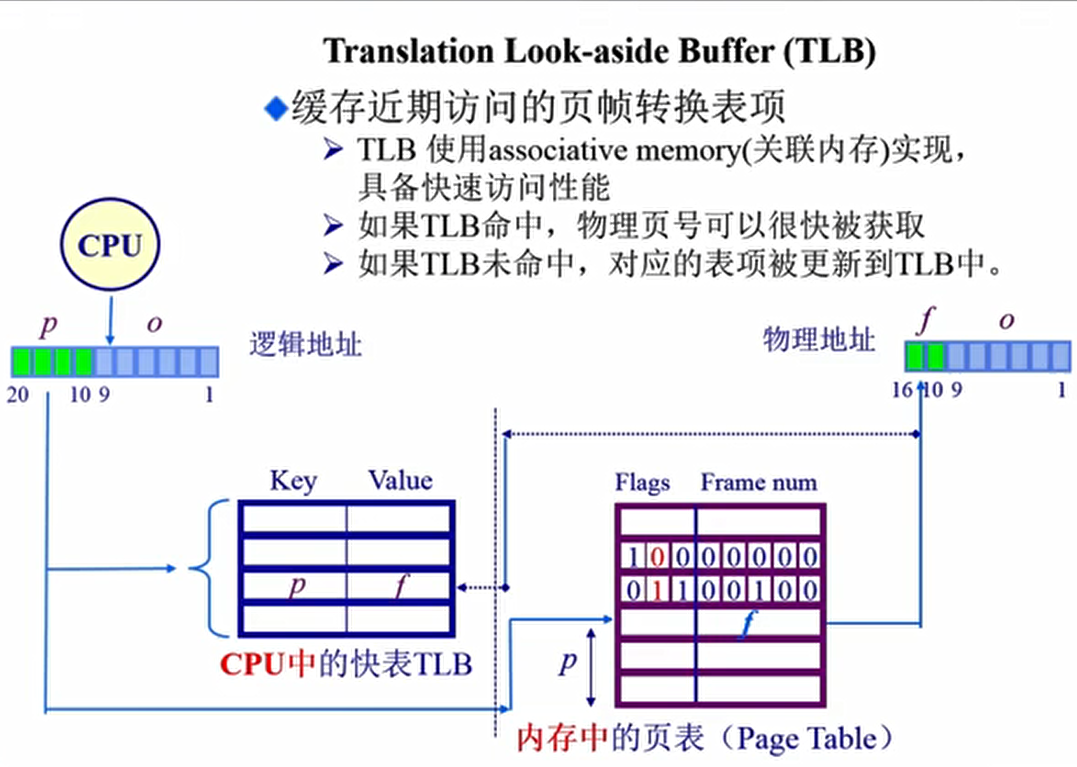 Translation Look-aside Buffer (TLB)
◆缓存近期访问的页帧转换表项
➢ TLB 使用associative memory(关联内存)实现，
具备快速访问性能
➢ 如果TLB命中，物理页号可以很快被获取
➢ 如果TLB未命中，对应的表项被更新到TLB中。
CPU
p o
逻辑地址
20 10 9 1
物理地址
f o
16 10 9 1
Key Value
p f
CPU中的快表TLB
Flags Frame num
1 0 0 0 0 0 0 0
0 1 1 0 0 1 0 0
f
p
内存中的页表（Page Table）